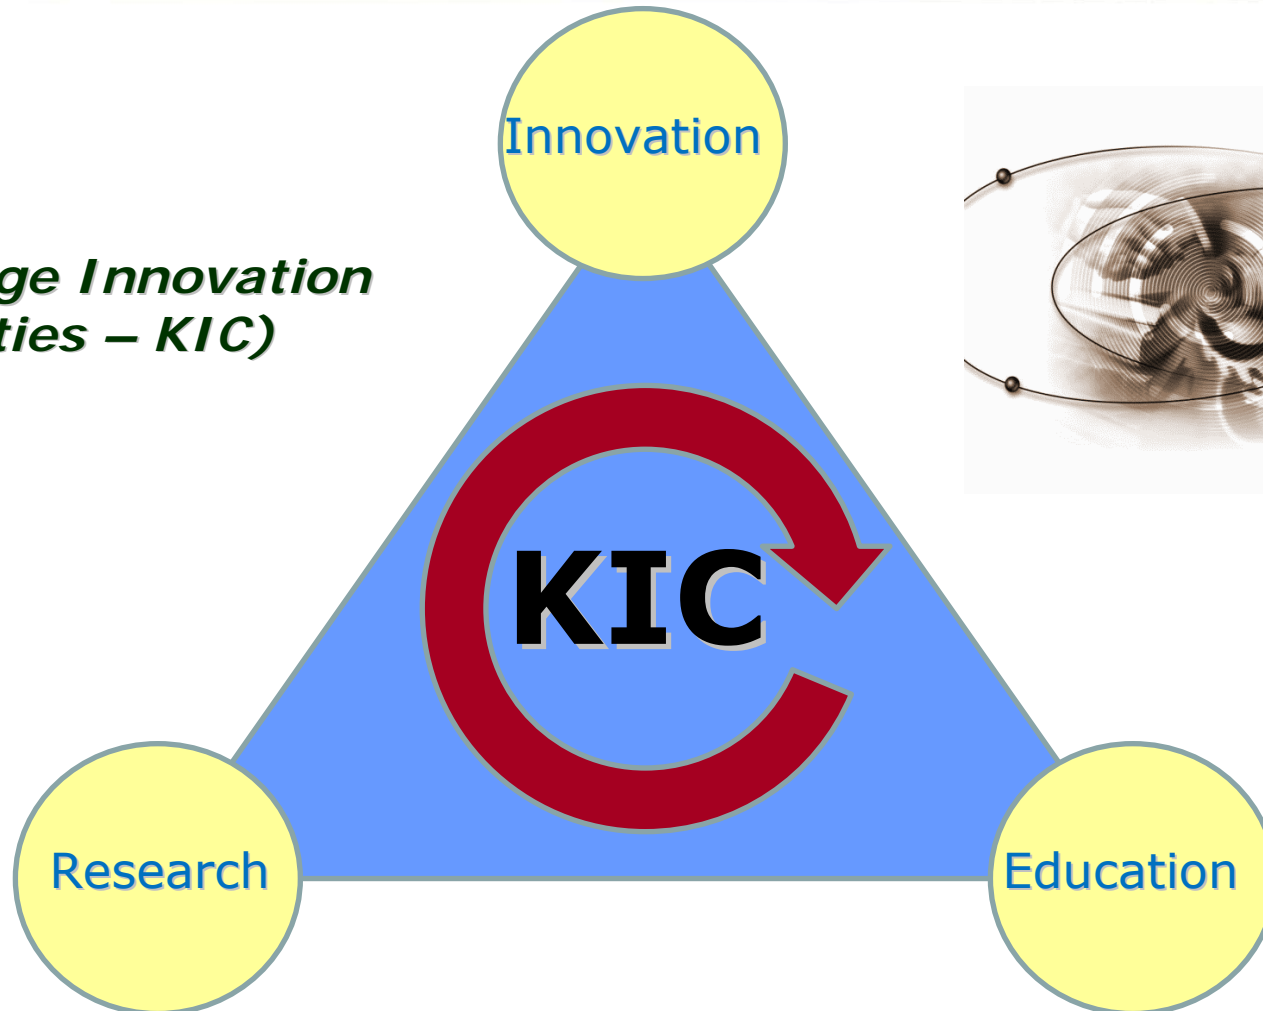 Innovation
ge Innovation
ties – KIC)
KIC
Research
Education